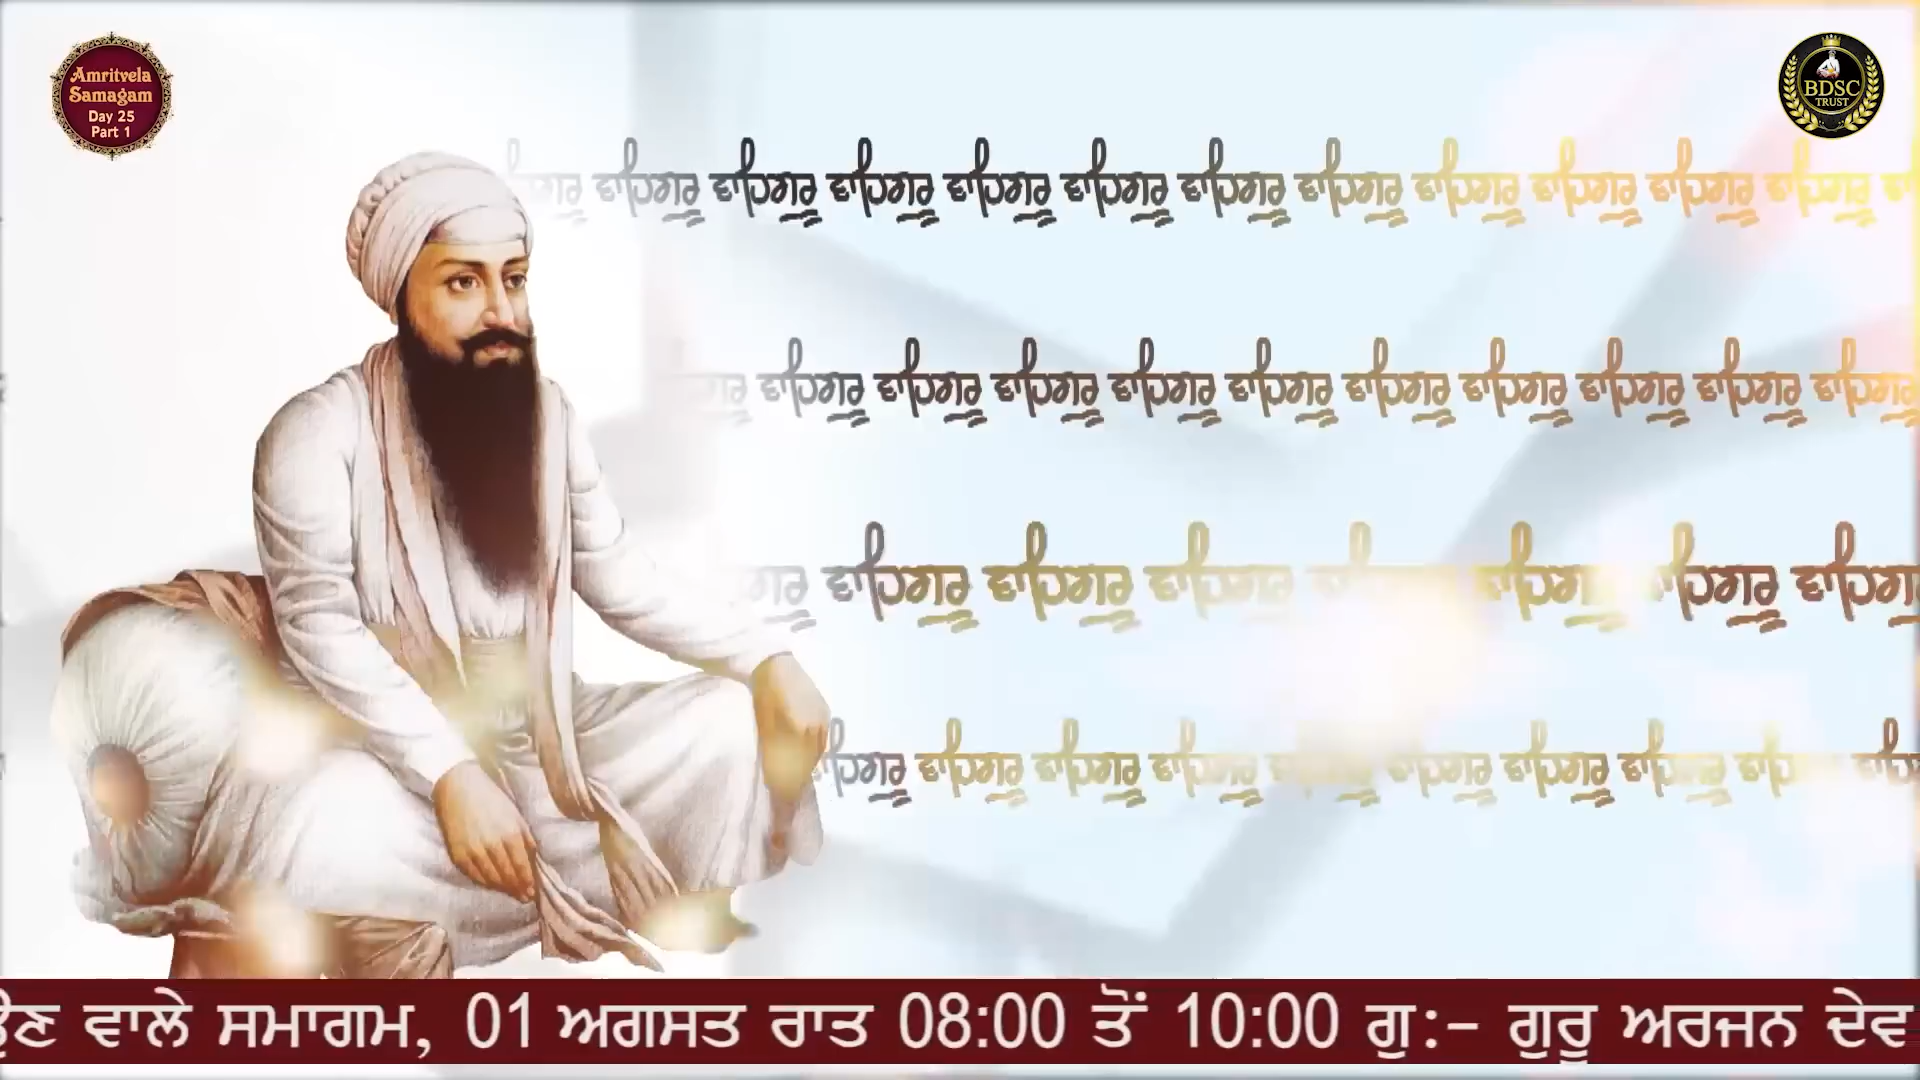 Amritvela
Samagam
Day 25
Part 1
BDSC
TRUST
ਵਾਹਿਗੁਰੂ ਵਾਹਿਗੁਰੂ ਵਾਹਿਗੁਰੂ ਵਾਹਿਗੁਰੂ ਵਾਹਿਗੁਰੂ ਵਾਹਿਗੁਰੂ ਵਾਹਿਗੁਰੂ ਵਾਹਿਗੁਰੂ ਵਾਹਿਗੁਰੂ ਵਾਹਿਗੁਰੂ ਵਾਹਿਗੁਰੂ
ਵਾਹਿਗੁਰੂ ਵਾਹਿਗੁਰੂ ਵਾਹਿਗੁਰੂ ਵਾਹਿਗੁਰੂ ਵਾਹਿਗੁਰੂ ਵਾਹਿਗੁਰੂ ਵਾਹਿਗੁਰੂ ਵਾਹਿਗੁਰੂ ਵਾਹਿਗੁਰੂ ਵਾਹਿਗੁਰੂ
ਵਾਹਿਗੁਰੂ ਵਾਹਿਗੁਰੂ ਵਾਹਿਗੁਰੂ ਵਾਹਿਗੁਰੂ ਵਾਹਿਗੁਰੂ ਵਾਹਿਗੁਰੂ ਵਾਹਿਗੁਰੂ
ਵਾਹਿਗੁਰੂ ਵਾਹਿਗੁਰੂ ਵਾਹਿਗੁਰੂ ਵਾਹਿਗੁਰੂ ਵਾਹਿਗੁਰੂ ਵਾਹਿਗੁਰੂ ਵਾਹਿਗੁਰੂ ਵਾਹਿਗੁਰੂ
ਵਾਲੇ ਸਮਾਗਮ, 01 ਅਗਸਤ ਰਾਤ 08:00 ਤੋਂ 10:00 ਗੁ:- ਗੁਰੂ ਅਰਜਨ ਦੇਵ